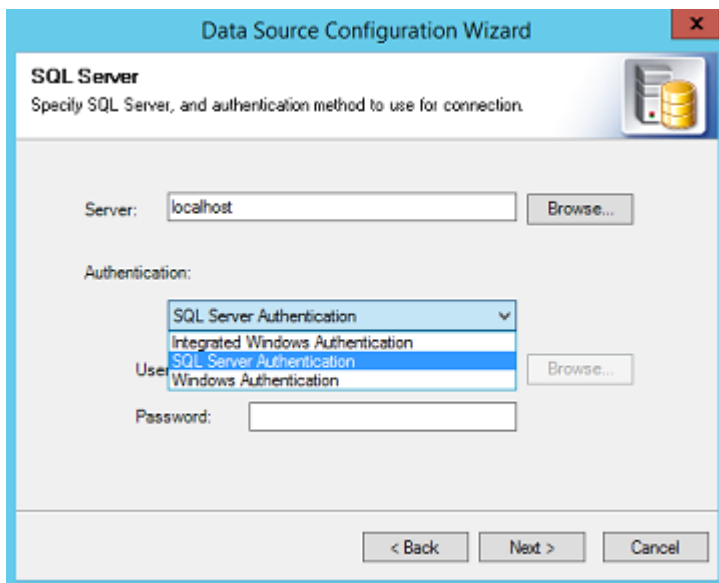 Data Source Configuration Wizard
x
SQL Server
Specify SQL Server, and authentication method to use for connection.
Server: localhost Browse...
Authentication:
SQL Server Authentication
Integrated Windows Authentication
SQL Server Authentication
User Browse...
Windows Authentication
Password:
< Back Next > Cancel